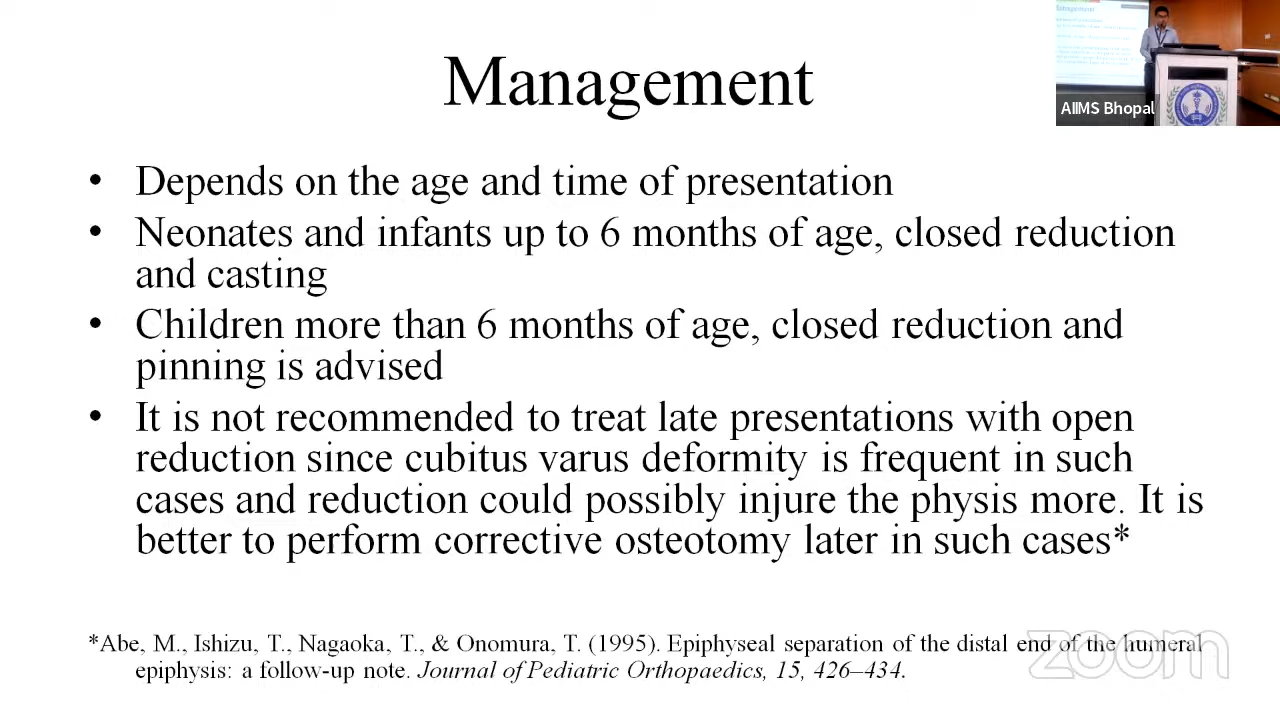 Management
AIIMS Bhopal
• Depends on the age and time of presentation
• Neonates and infants up to 6 months of age, closed reduction
and casting
• Children more than 6 months of age, closed reduction and
pinning is advised
• It is not recommended to treat late presentations with open
reduction since cubitus varus deformity is frequent in such
cases and reduction could possibly injure the physis more. It is
better to perform corrective osteotomy later in such cases*
*Abe, M., Ishizu, T., Nagaoka, T., & Onomura, T. (1995). Epiphyseal separation of the distal end of the humeral
epiphysis: a follow-up note. Journal of Pediatric Orthopaedics, 15, 426–434.
zoom